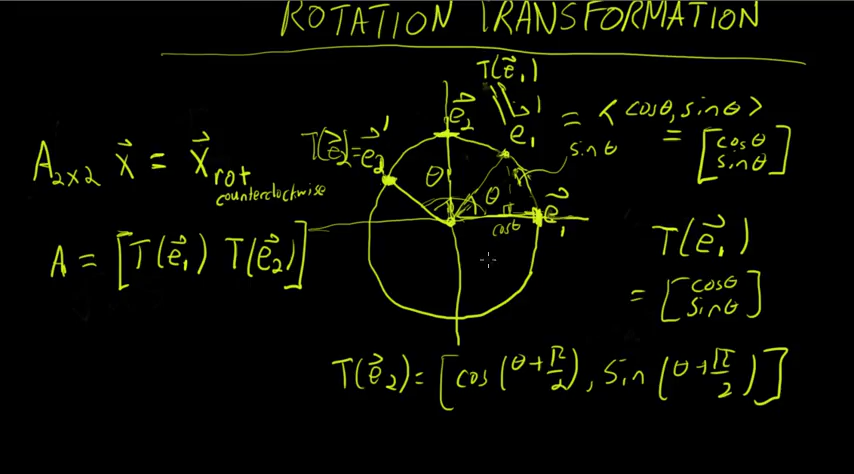 ROTATION TRANSFORMATION
T(e⃗₁)
e⃗₂
e⃗₁' = <cosθ, sinθ>
= [cosθ sinθ]
sinθ
T(e⃗₂) = e⃗₂'
A₂ₓ₂ x⃗ = x⃗rot
counterclockwise
θ
θ
e⃗₁
cosθ
A = [T(e⃗₁) T(e⃗₂)]
T(e⃗₁)
= [cosθ sinθ]
T(e⃗₂) = [cos(θ+π/2), sin(θ+π/2)]